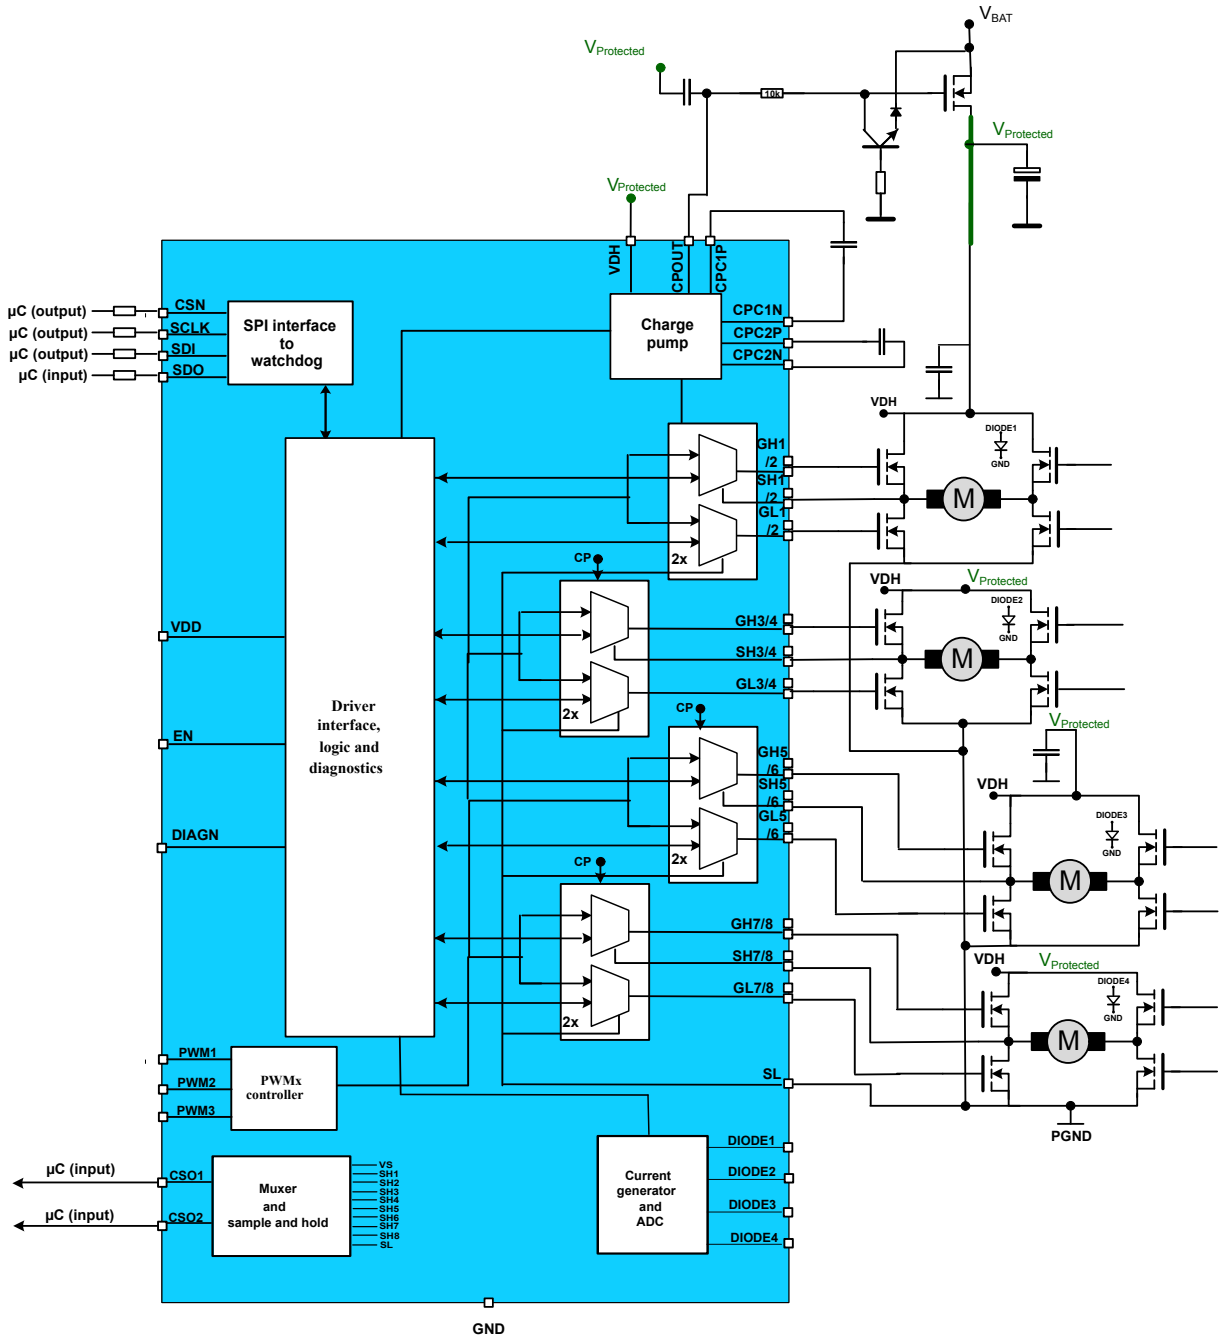 VBAT
VProtected
10k
VProtected
VProtected
VDH
CPOUT
CPC1P
µC (output)
CSN
µC (output)
SCLK
µC (output)
SDI
µC (input)
SDO
SPI interface
to
watchdog
Charge
pump
CPC1N
CPC2P
CPC2N
VDH
DIODE1
GND
M
GH1
/2
SH1
/2
GL1
/2
2x
CP
VDH
VProtected
DIODE2
GND
M
VDD
GH3/4
SH3/4
GL3/4
2x
CP
EN
Driver
interface,
logic and
diagnostics
VProtected
VDH
DIODE3
GND
M
GH5
/6
SH5
/6
GL5
/6
2x
DIAGN
CP
GH7/8
SH7/8
GL7/8
2x
VDH
VProtected
DIODE4
GND
M
PWM1
PWM2
PWM3
PWMx
controller
SL
PGND
µC (input)
CSO1
µC (input)
CSO2
Muxer
and
sample and hold
VS
SH1
SH2
SH3
SH4
SH5
SH6
SH7
SH8
SL
Current
generator
and
ADC
DIODE1
DIODE2
DIODE3
DIODE4
GND